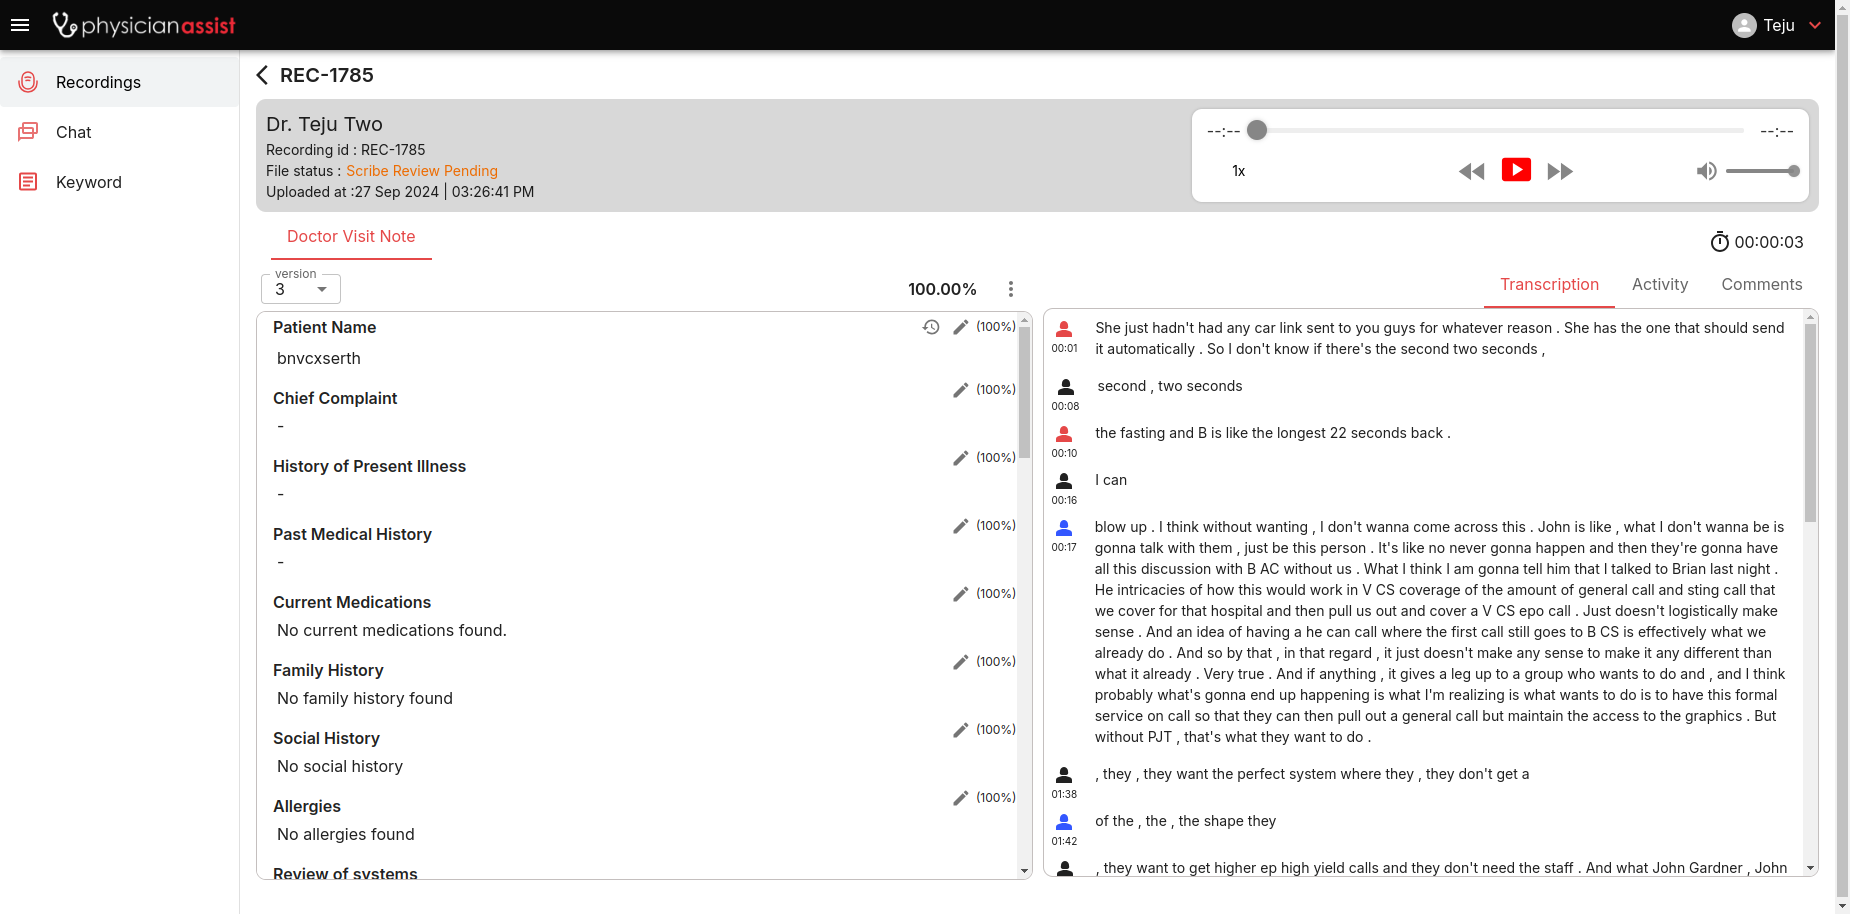 physicianassist
Teju
Recordings
Chat
Keyword
REC-1785
Dr. Teju Two
Recording id : REC-1785
File status : Scribe Review Pending
Uploaded at :27 Sep 2024 | 03:26:41 PM
--:--
--:--
1x
Doctor Visit Note
00:00:03
version
3
100.00%
Transcription
Activity
Comments
Patient Name
(100%)
bnvcxserth
Chief Complaint
(100%)
-
History of Present Illness
(100%)
-
Past Medical History
(100%)
-
Current Medications
(100%)
No current medications found.
Family History
(100%)
No family history found
Social History
(100%)
No social history
Allergies
(100%)
No allergies found
Review of systems
00:01
She just hadn't had any car link sent to you guys for whatever reason . She has the one that should send
it automatically . So I don't know if there's the second two seconds ,
00:08
second , two seconds
00:10
the fasting and B is like the longest 22 seconds back .
00:16
I can
00:17
blow up . I think without wanting , I don't wanna come across this . John is like , what I don't wanna be is
gonna talk with them , just be this person . It's like no never gonna happen and then they're gonna have
all this discussion with B AC without us . What I think I am gonna tell him that I talked to Brian last night .
He intricacies of how this would work in V CS coverage of the amount of general call and sting call that
we cover for that hospital and then pull us out and cover a V CS epo call . Just doesn't logistically make
sense . And an idea of having a he can call where the first call still goes to B CS is effectively what we
already do . And so by that , in that regard , it just doesn't make any sense to make it any different than
what it already . Very true . And if anything , it gives a leg up to a group who wants to do and , and I think
probably what's gonna end up happening is what I'm realizing is what wants to do is to have this formal
service on call so that they can then pull out a general call but maintain the access to the graphics . But
without PJT , that's what they want to do .
01:38
, they , they want the perfect system where they , they don't get a
01:42
of the , the , the shape they
, they want to get higher ep high yield calls and they don't need the staff . And what John Gardner , John